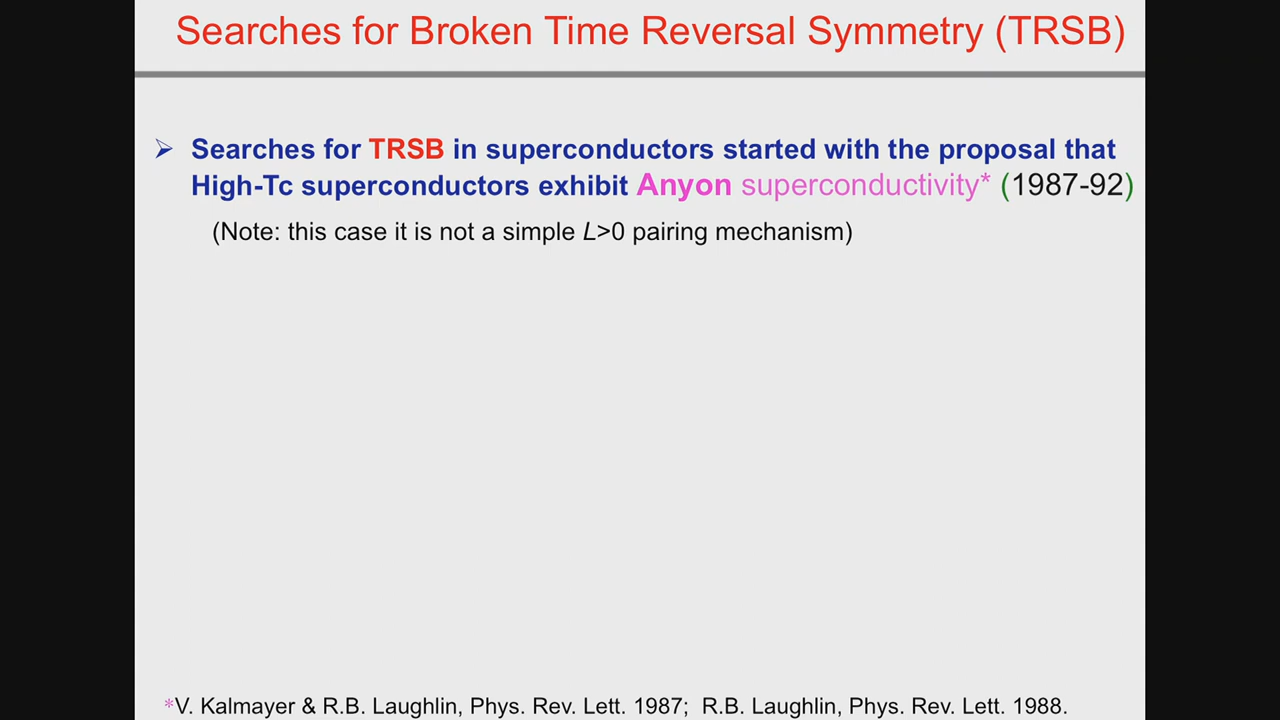 Searches for Broken Time Reversal Symmetry (TRSB)
➢ Searches for TRSB in superconductors started with the proposal that
High-Tc superconductors exhibit Anyon superconductivity* (1987-92)
(Note: this case it is not a simple L>0 pairing mechanism)
*V. Kalmayer & R.B. Laughlin, Phys. Rev. Lett. 1987;  R.B. Laughlin, Phys. Rev. Lett. 1988.